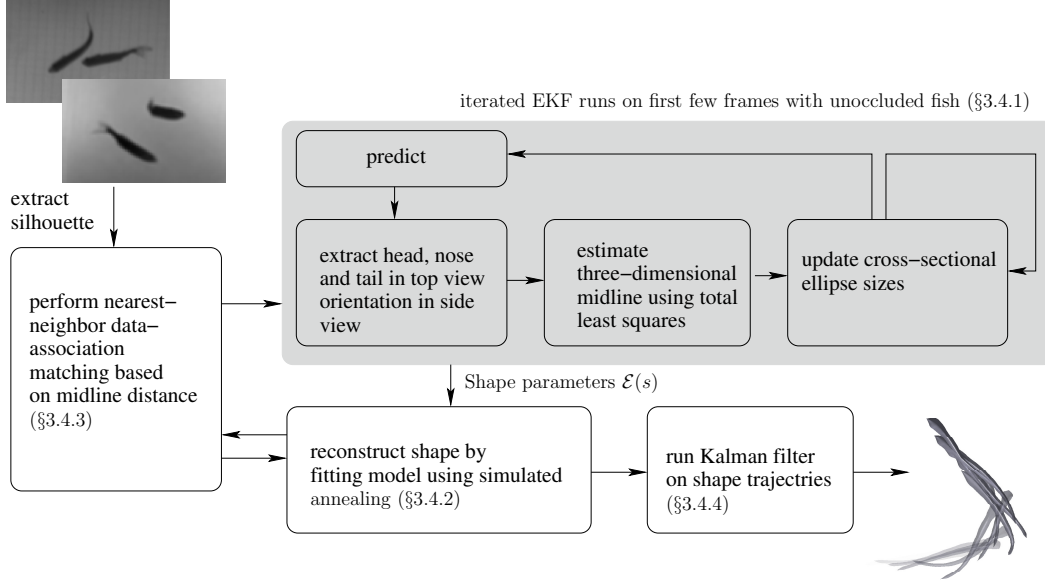 iterated EKF runs on first few frames with unoccluded fish (§3.4.1)
extract
silhouette
predict
extract head, nose
and tail in top view
orientation in side
view
estimate
three−dimensional
midline using total
least squares
update cross−sectional
ellipse sizes
perform nearest−
neighbor data−
association
matching based
on midline distance
(§3.4.3)
Shape parameters ℰ(s)
reconstruct shape by
fitting model using simulated
annealing (§3.4.2)
run Kalman filter
on shape trajectories
(§3.4.4)